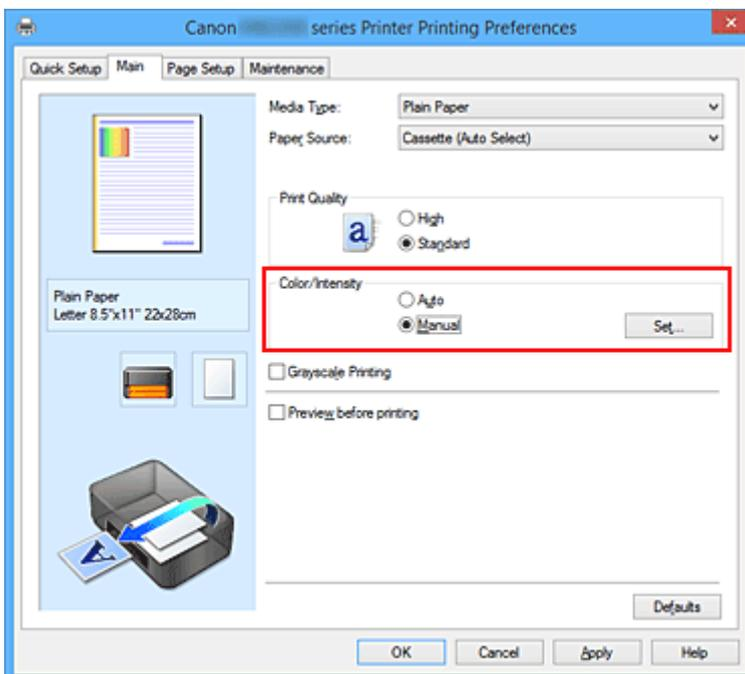 Canon series Printer Printing Preferences
Quick Setup Main Page Setup Maintenance
Media Type: Plain Paper
Paper Source: Cassette (Auto Select)
Print Quality
a
High
Standard
Color/Intensity
Auto
Manual Set...
Plain Paper
Letter 8.5"x11" 22x28cm
Grayscale Printing
Preview before printing
A
Defaults
OK Cancel Apply Help